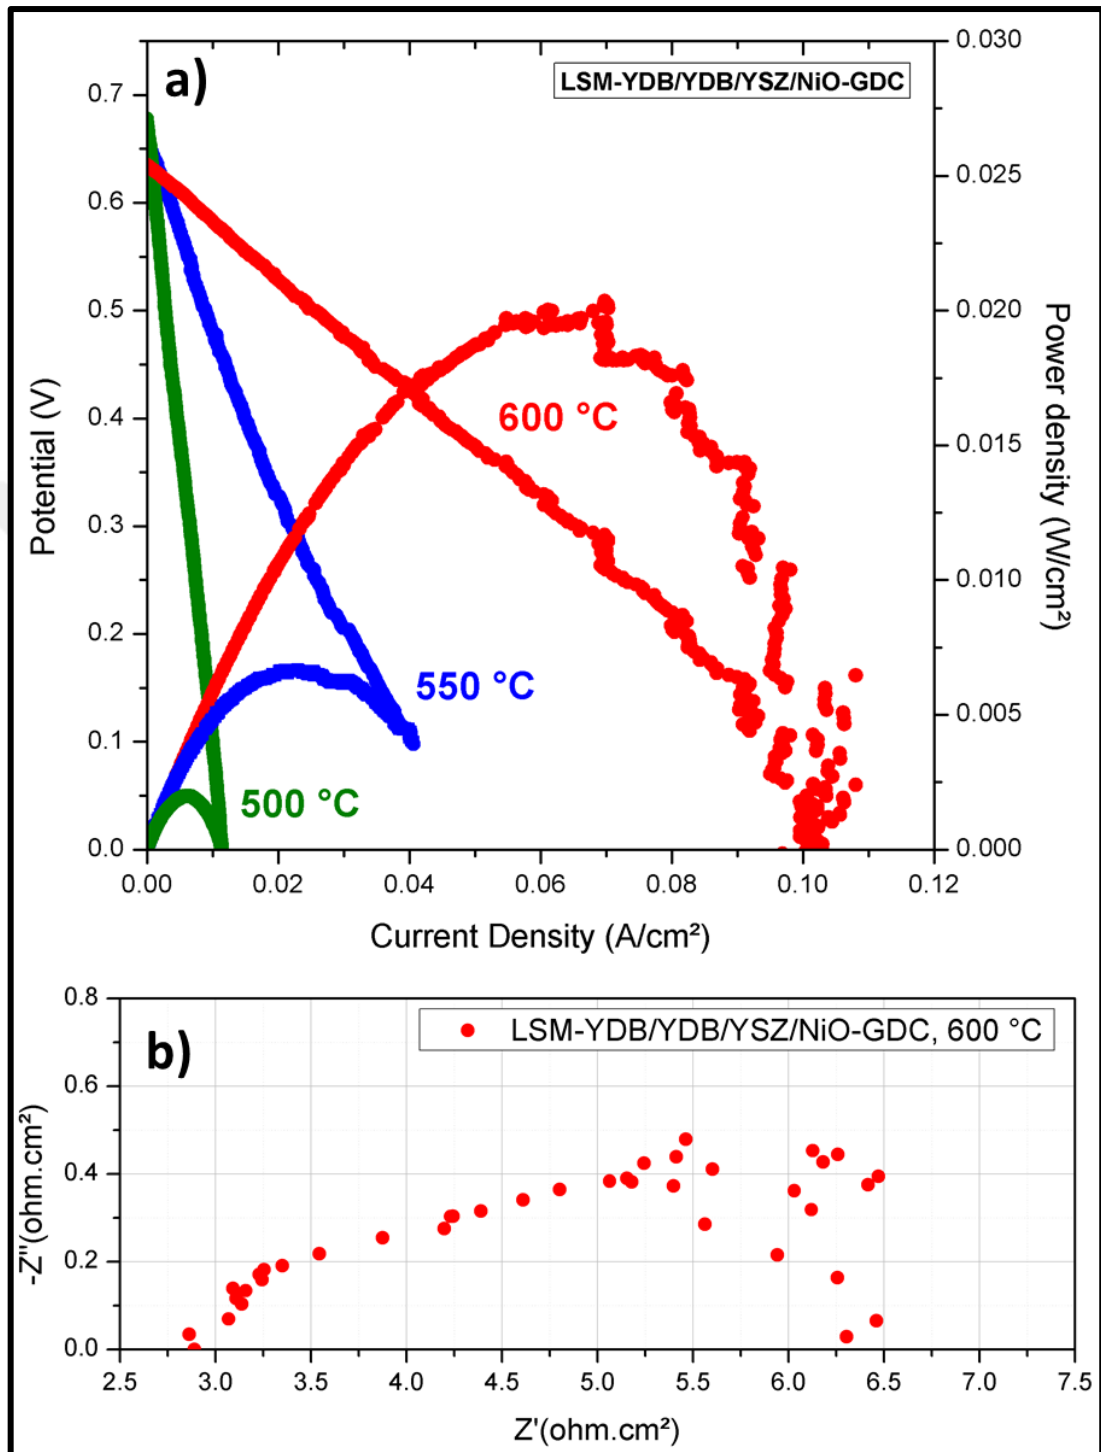 a)
LSM-YDB/YDB/YSZ/NiO-GDC
0.7
0.6
0.5
0.4
0.3
0.2
0.1
0.0
Potential (V)
0.030
0.025
0.020
0.015
0.010
0.005
0.000
Power density (W/cm²)
600 °C
550 °C
500 °C
0.00 0.02 0.04 0.06 0.08 0.10 0.12
Current Density (A/cm²)
b)
LSM-YDB/YDB/YSZ/NiO-GDC, 600 °C
0.8
0.6
0.4
0.2
0.0
-Z''(ohm.cm²)
2.5 3.0 3.5 4.0 4.5 5.0 5.5 6.0 6.5 7.0 7.5
Z'(ohm.cm²)